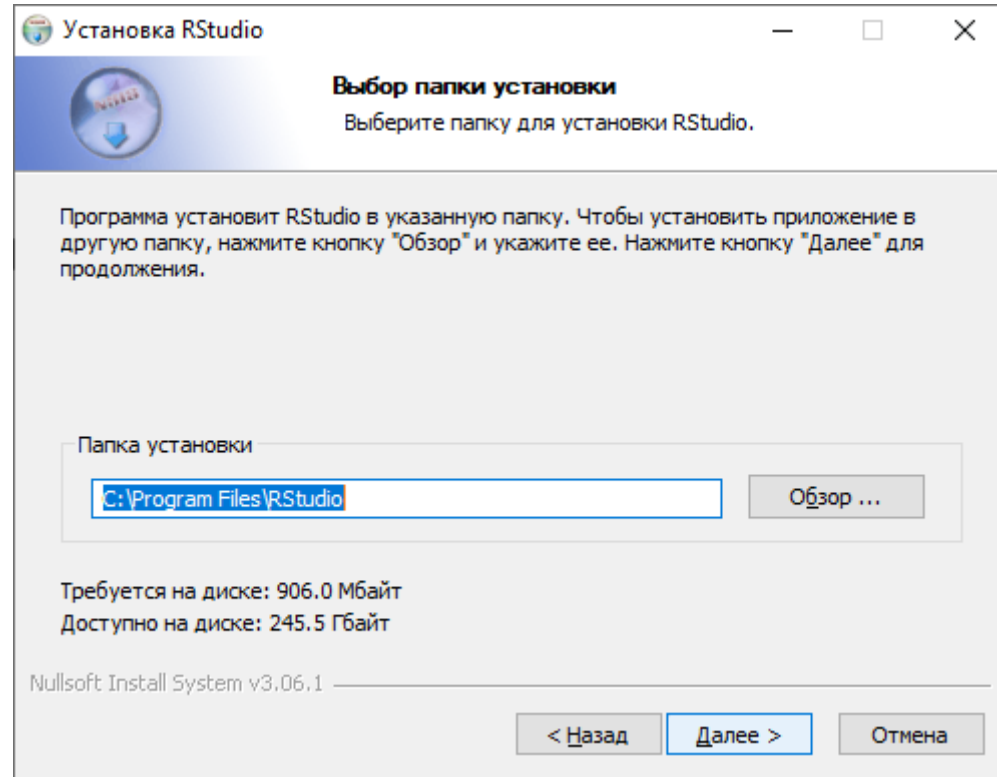 Установка RStudio
Выбор папки установки
Выберите папку для установки RStudio.
Программа установит RStudio в указанную папку. Чтобы установить приложение в
другую папку, нажмите кнопку "Обзор" и укажите ее. Нажмите кнопку "Далее" для
продолжения.
Папка установки
C:\Program Files\RStudio
Обзор ...
Требуется на диске: 906.0 Мбайт
Доступно на диске: 245.5 Гбайт
Nullsoft Install System v3.06.1
< Назад
Далее >
Отмена